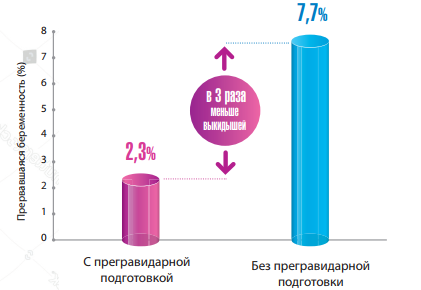 7,7%
8
7
6
5
4
3
2
1
0
Прервавшаяся беременность (%)
в 3 раза
меньше
выкидышей
2,3%
С прегравидарной
подготовкой
Без прегравидарной
подготовки